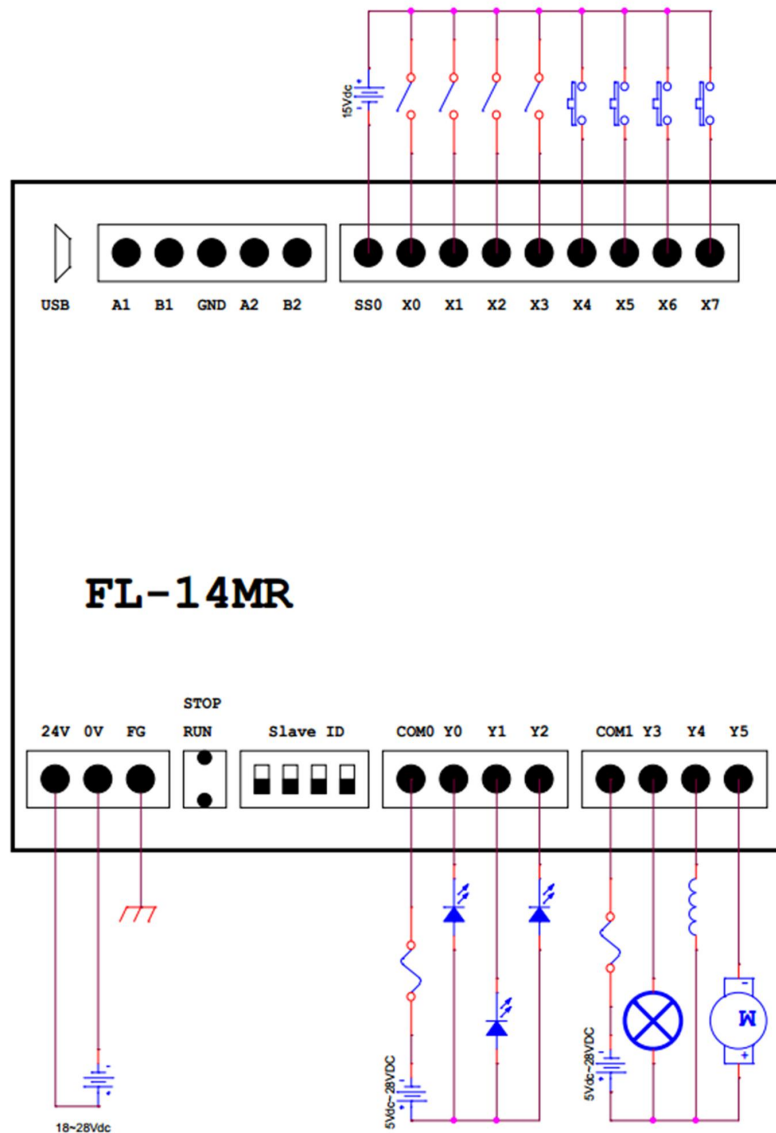 15Vdc
USB A1 B1 GND A2 B2 SS0 X0 X1 X2 X3 X4 X5 X6 X7
FL-14MR
STOP
24V 0V FG RUN Slave ID COM0 Y0 Y1 Y2 COM1 Y3 Y4 Y5
M
5Vdc~28VDC
5Vdc~28VDC
18~28Vdc